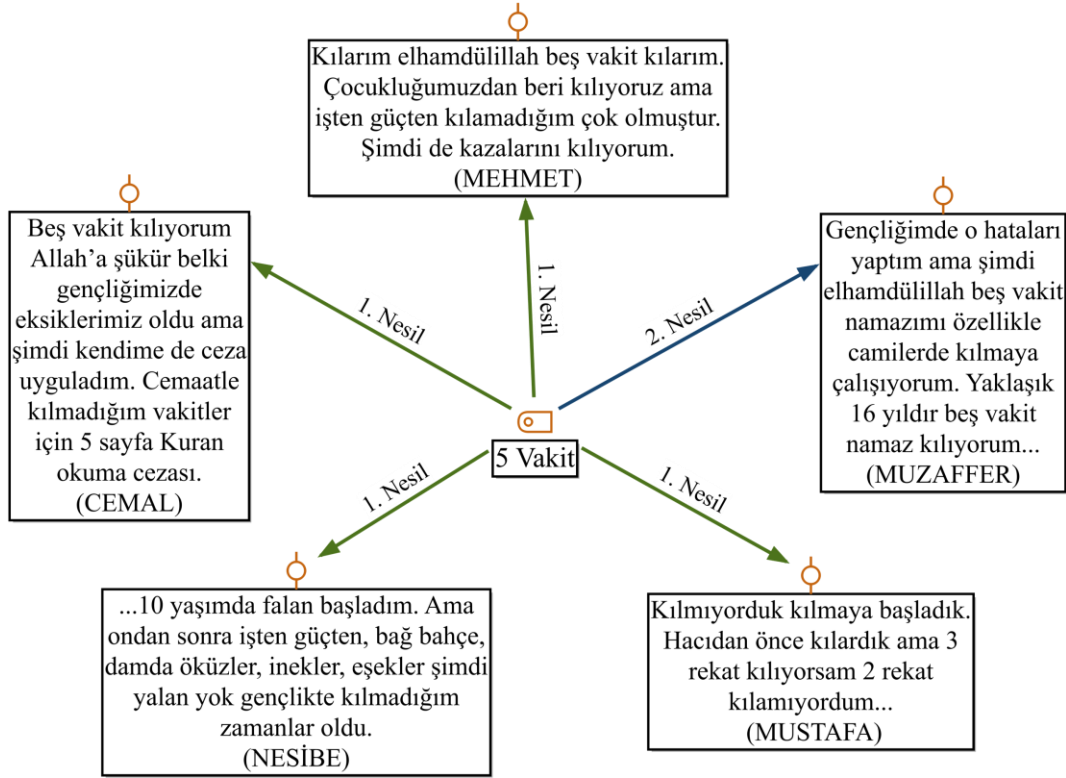 Kılarım elhamdülillah beş vakit kılarım.
Çocukluğumuzdan beri kılıyoruz ama
işten güçten kılamadığım çok olmuştur.
Şimdi de kazalarını kılıyorum.
(MEHMET)
Beş vakit kılıyorum
Allah’a şükür belki
gençliğimizde
eksiklerimiz oldu ama
şimdi kendime de ceza
uyguladım. Cemaatle
kılmadığım vakitler
için 5 sayfa Kuran
okuma cezası.
(CEMAL)
Gençliğimde o hataları
yaptım ama şimdi
elhamdülillah beş vakit
namazımı özellikle
camilerde kılmaya
çalışıyorum. Yaklaşık
16 yıldır beş vakit
namaz kılıyorum...
(MUZAFFER)
1. Nesil
1. Nesil
2. Nesil
5 Vakit
1. Nesil
1. Nesil
...10 yaşımda falan başladım. Ama
ondan sonra işten güçten, bağ bahçe,
damda öküzler, inekler, eşekler şimdi
yalan yok gençlikte kılmadığım
zamanlar oldu.
(NESİBE)
Kılmıyorduk kılmaya başladık.
Hacıdan önce kılardık ama 3
rekat kılıyorsam 2 rekat
kılamıyordum...
(MUSTAFA)